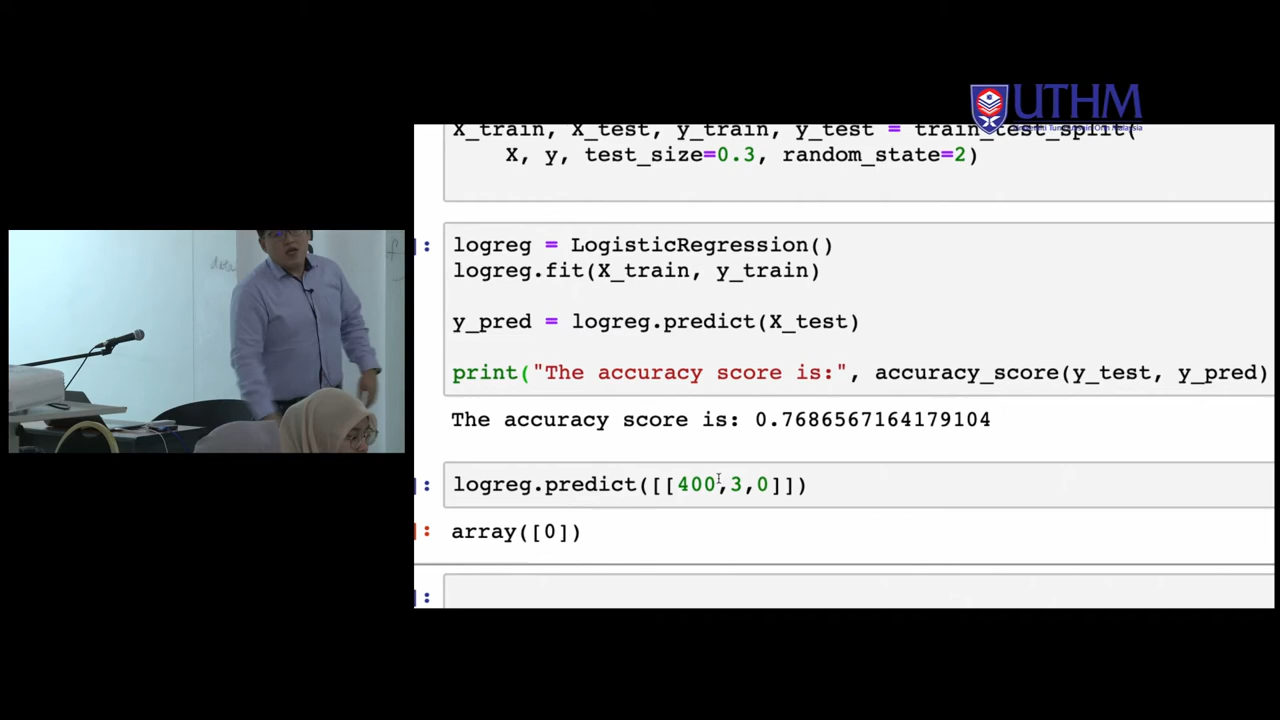 UTHM
X_train, X_test, y_train, y_test = train_test_split(
X, y, test_size=0.3, random_state=2)
]:
logreg = LogisticRegression()
logreg.fit(X_train, y_train)
y_pred = logreg.predict(X_test)
print("The accuracy score is:", accuracy_score(y_test, y_pred)
The accuracy score is: 0.7686567164179104
]:
logreg.predict([[400,3,0]])
]:
array([0])
]: